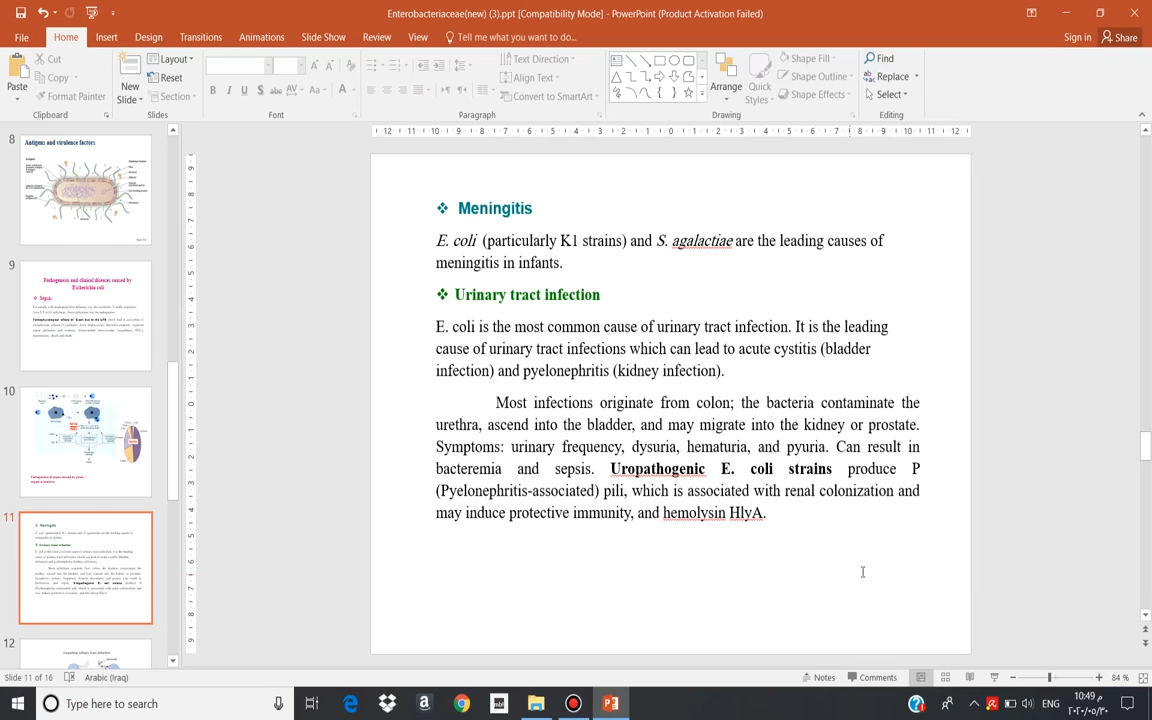 Enterobacteriaceae(new) (3).ppt [Compatibility Mode] - PowerPoint (Product Activation Failed)
File Home Insert Design Transitions Animations Slide Show Review View Tell me what you want to do... Sign in Share
Cut
Copy
Format Painter
Paste
Clipboard
New
Slide
Layout
Reset
Section
Slides
Font
Text Direction
Align Text
Convert to SmartArt
Paragraph
Arrange
Quick
Styles
Shape Fill
Shape Outline
Shape Effects
Drawing
Find
Replace
Select
Editing
8
Antigens and virulence factors
9
Pathogenesis and clinical diseases caused by
Escherichia coli
Sepsis
10
11
12
Meningitis
E. coli (particularly K1 strains) and S. agalactiae are the leading causes of
meningitis in infants.
Urinary tract infection
E. coli is the most common cause of urinary tract infection. It is the leading
cause of urinary tract infections which can lead to acute cystitis (bladder
infection) and pyelonephritis (kidney infection).
Most infections originate from colon; the bacteria contaminate the
urethra, ascend into the bladder, and may migrate into the kidney or prostate.
Symptoms: urinary frequency, dysuria, hematuria, and pyuria. Can result in
bacteremia and sepsis. Uropathogenic E. coli strains produce P
(Pyelonephritis-associated) pili, which is associated with renal colonization and
may induce protective immunity, and hemolysin HlyA.
Slide 11 of 16 Arabic (Iraq) Notes Comments 84 %
Type here to search
ENG
10:49 م